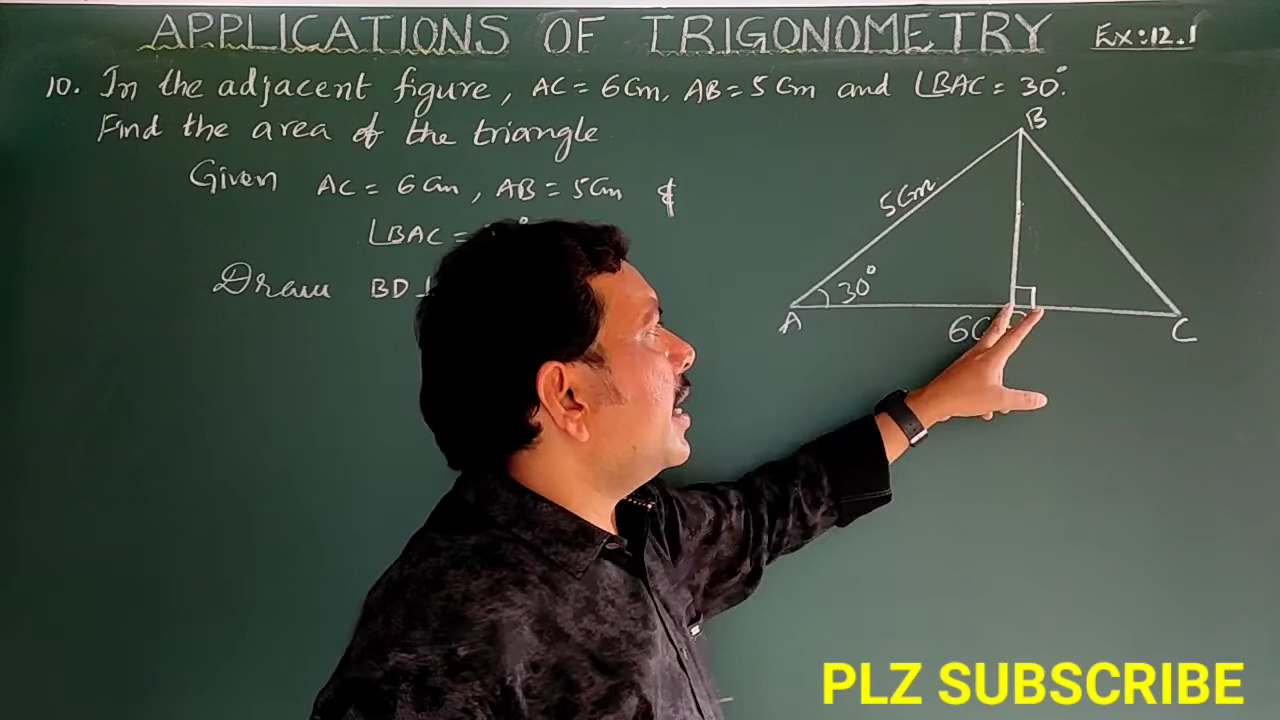 APPLICATIONS OF TRIGONOMETRY Ex:12.1
10. In the adjacent figure, AC = 6Cm, AB = 5Cm and ∠BAC = 30°.
Find the area of the triangle
Given AC = 6Cm, AB = 5Cm &
∠BAC =
Draw BD ⊥
B
5Cm
30°
A
6C
C
PLZ SUBSCRIBE